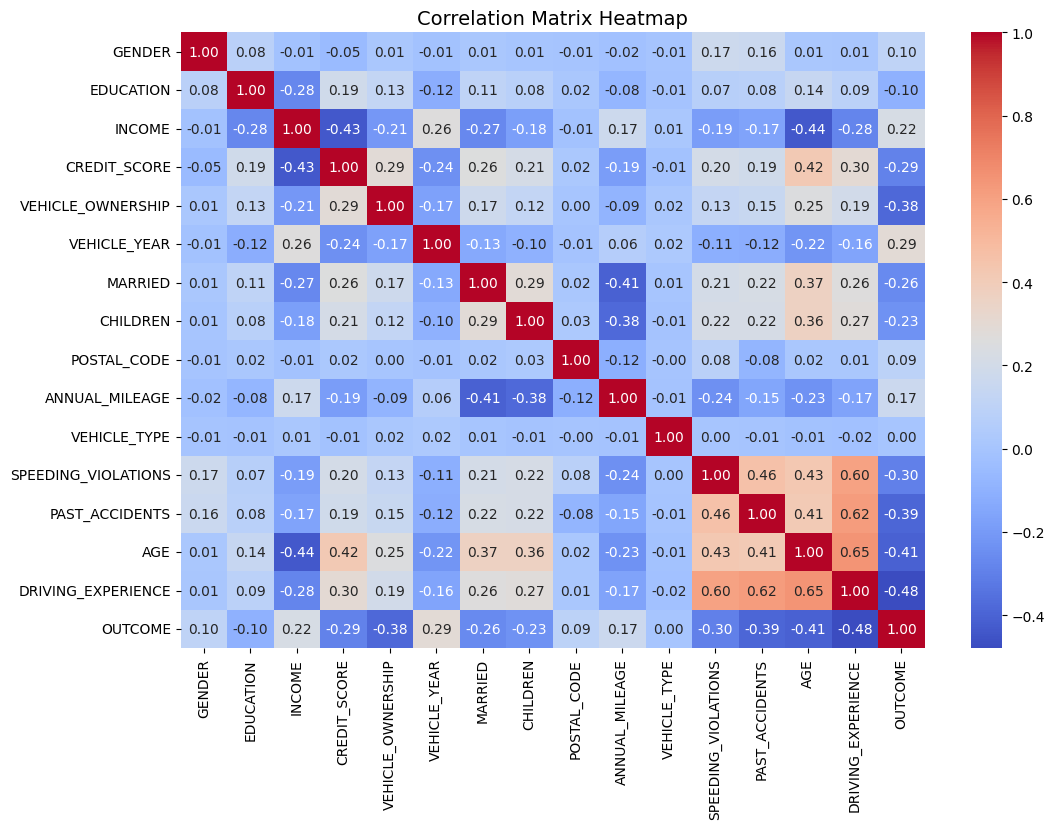 Correlation Matrix Heatmap
GENDER 1.00 0.08 -0.01 -0.05 0.01 -0.01 0.01 0.01 -0.01 -0.02 -0.01 0.17 0.16 0.01 0.01 0.10
EDUCATION 0.08 1.00 -0.28 0.19 0.13 -0.12 0.11 0.08 0.02 -0.08 -0.01 0.07 0.08 0.14 0.09 -0.10
INCOME -0.01 -0.28 1.00 -0.43 -0.21 0.26 -0.27 -0.18 -0.01 0.17 0.01 -0.19 -0.17 -0.44 -0.28 0.22
CREDIT_SCORE -0.05 0.19 -0.43 1.00 0.29 -0.24 0.26 0.21 0.02 -0.19 -0.01 0.20 0.19 0.42 0.30 -0.29
VEHICLE_OWNERSHIP 0.01 0.13 -0.21 0.29 1.00 -0.17 0.17 0.12 0.00 -0.09 0.02 0.13 0.15 0.25 0.19 -0.38
VEHICLE_YEAR -0.01 -0.12 0.26 -0.24 -0.17 1.00 -0.13 -0.10 -0.01 0.06 0.02 -0.11 -0.12 -0.22 -0.16 0.29
MARRIED 0.01 0.11 -0.27 0.26 0.17 -0.13 1.00 0.29 0.02 -0.41 0.01 0.21 0.22 0.37 0.26 -0.26
CHILDREN 0.01 0.08 -0.18 0.21 0.12 -0.10 0.29 1.00 0.03 -0.38 -0.01 0.22 0.22 0.36 0.27 -0.23
POSTAL_CODE -0.01 0.02 -0.01 0.02 0.00 -0.01 0.02 0.03 1.00 -0.12 -0.00 0.08 -0.08 0.02 0.01 0.09
ANNUAL_MILEAGE -0.02 -0.08 0.17 -0.19 -0.09 0.06 -0.41 -0.38 -0.12 1.00 -0.01 -0.24 -0.15 -0.23 -0.17 0.17
VEHICLE_TYPE -0.01 -0.01 0.01 -0.01 0.02 0.02 0.01 -0.01 -0.00 -0.01 1.00 0.00 -0.01 -0.01 -0.02 0.00
SPEEDING_VIOLATIONS 0.17 0.07 -0.19 0.20 0.13 -0.11 0.21 0.22 0.08 -0.24 0.00 1.00 0.46 0.43 0.60 -0.30
PAST_ACCIDENTS 0.16 0.08 -0.17 0.19 0.15 -0.12 0.22 0.22 -0.08 -0.15 -0.01 0.46 1.00 0.41 0.62 -0.39
AGE 0.01 0.14 -0.44 0.42 0.25 -0.22 0.37 0.36 0.02 -0.23 -0.01 0.43 0.41 1.00 0.65 -0.41
DRIVING_EXPERIENCE 0.01 0.09 -0.28 0.30 0.19 -0.16 0.26 0.27 0.01 -0.17 -0.02 0.60 0.62 0.65 1.00 -0.48
OUTCOME 0.10 -0.10 0.22 -0.29 -0.38 0.29 -0.26 -0.23 0.09 0.17 0.00 -0.30 -0.39 -0.41 -0.48 1.00
GENDER
EDUCATION
INCOME
CREDIT_SCORE
VEHICLE_OWNERSHIP
VEHICLE_YEAR
MARRIED
CHILDREN
POSTAL_CODE
ANNUAL_MILEAGE
VEHICLE_TYPE
SPEEDING_VIOLATIONS
PAST_ACCIDENTS
AGE
DRIVING_EXPERIENCE
OUTCOME
1.0
0.8
0.6
0.4
0.2
0.0
−0.2
−0.4